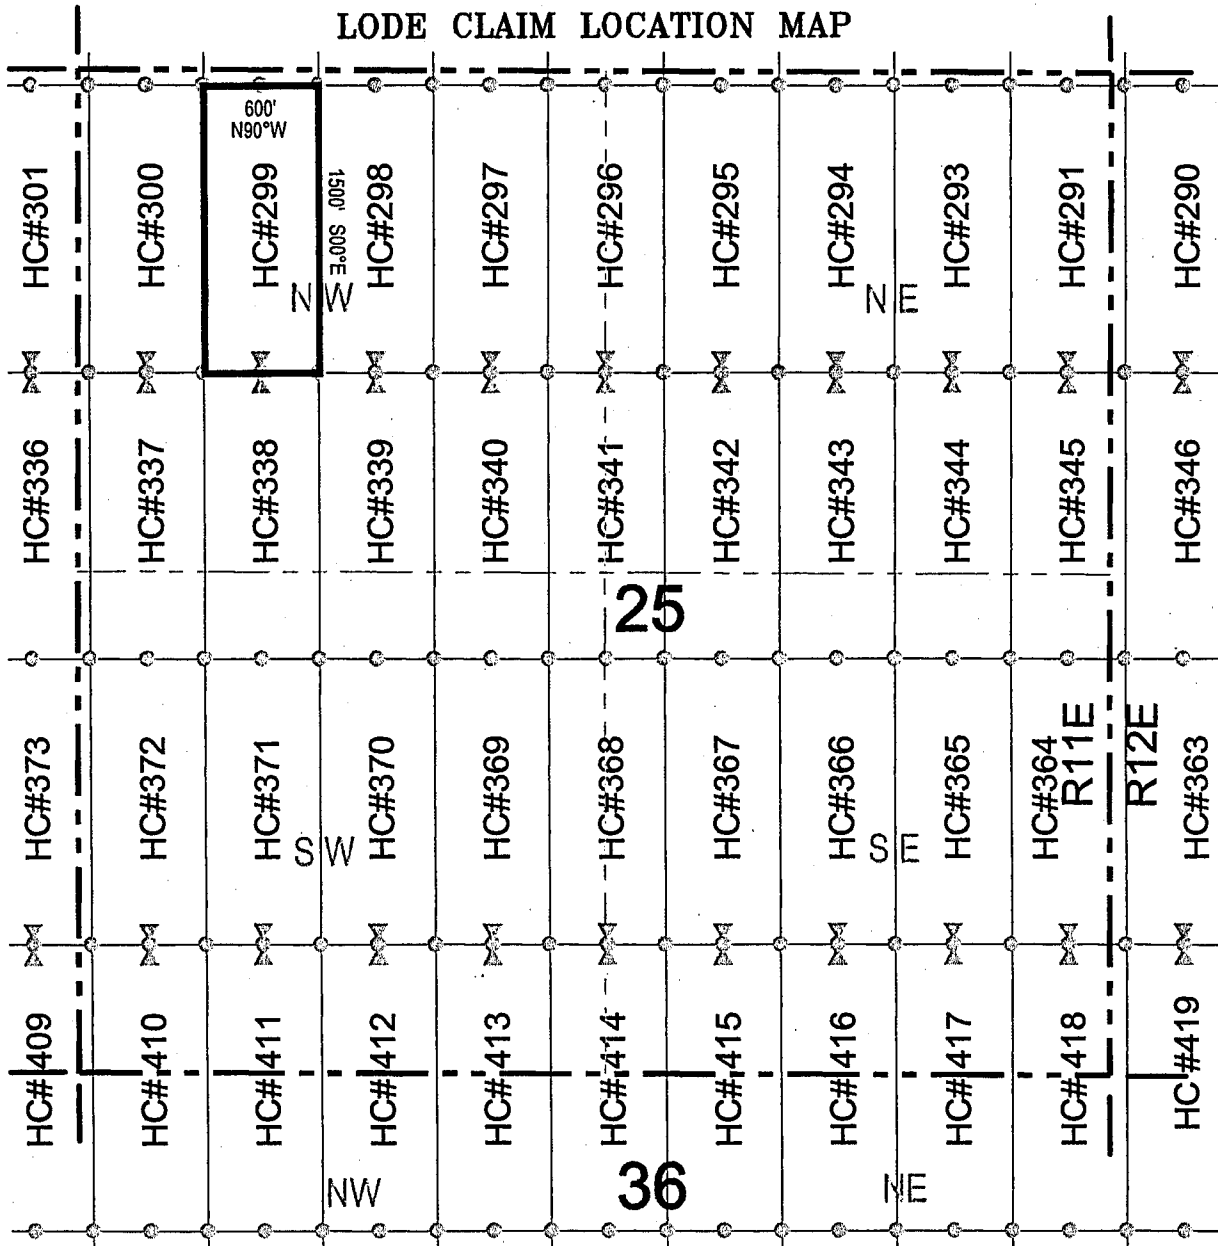 LODE CLAIM LOCATION MAP
600'
N90°W
HC#301
HC#300
HC#299
1500' S00°E
HC#298
HC#297
HC#296
HC#295
HC#294
HC#293
HC#291
HC#290
NW
NE
HC#336
HC#337
HC#338
HC#339
HC#340
HC#341
HC#342
HC#343
HC#344
HC#345
HC#346
25
HC#373
HC#372
HC#371
HC#370
HC#369
HC#368
HC#367
HC#366
HC#365
HC#364
R11E
R12E
HC#363
SW
SE
HC#409
HC#410
HC#411
HC#412
HC#413
HC#414
HC#415
HC#416
HC#417
HC#418
HC#419
NW
36
NE